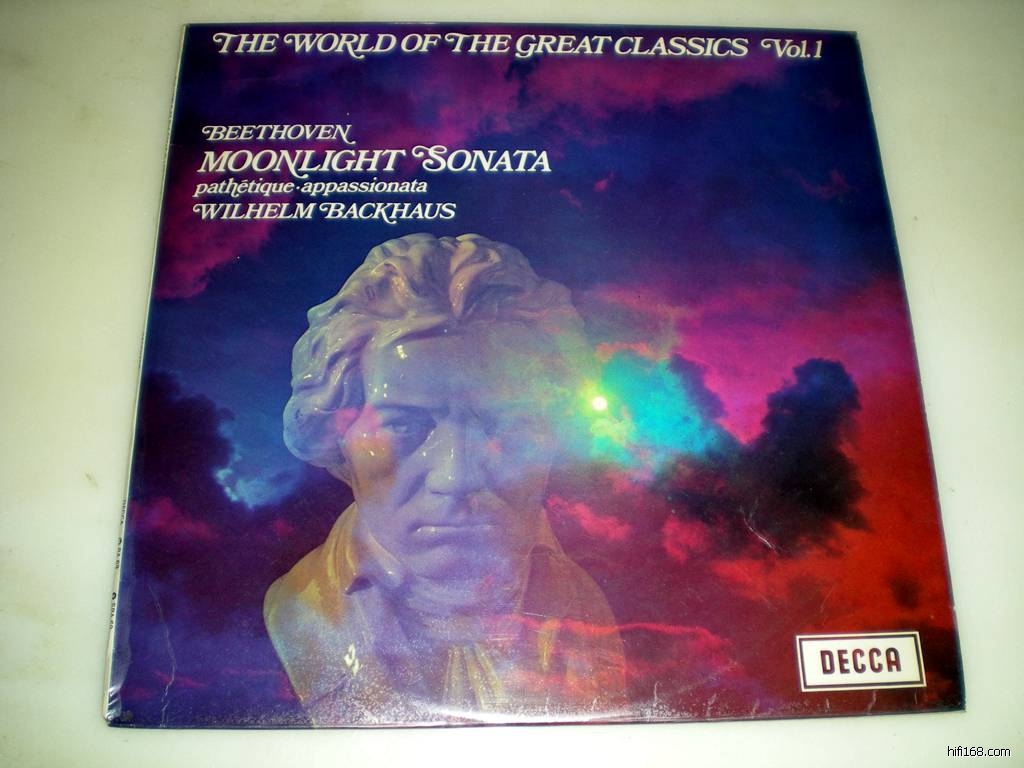 THE WORLD OF THE GREAT CLASSICS Vol.1
BEETHOVEN
MOONLIGHT SONATA
pathétique·appassionata
WILHELM BACKHAUS
DECCA
hifi168.com